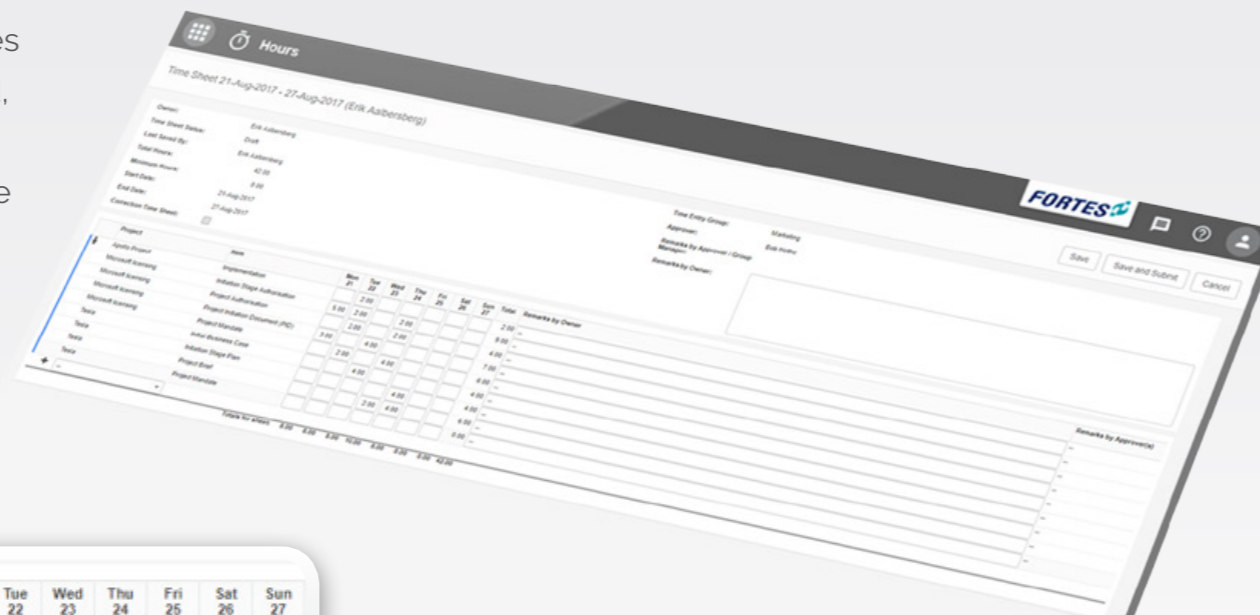 es
,
e
Hours
Time Sheet 21-Aug-2017 - 27-Aug-2017 (Erik Aalbersberg)
FORTES
Save Save and Submit Cancel
Owner: Erik Aalbersberg
Time Sheet Status: Draft
Last Saved By: Erik Aalbersberg
Total Hours: 42.00
Minimum Hours: 0.00
Start Date: 21-Aug-2017
End Date: 27-Aug-2017
Correction Time Sheet:
Time Entry Group: Marketing
Approver:
Remarks by Approver / Group Manager:
Remarks by Owner:
Project Item Mon 21 Tue 22 Wed 23 Thu 24 Fri 25 Sat 26 Sun 27 Total Remarks by Owner Remarks by Approver(s)
Apollo Project Implementation
Microsoft licensing Initiation Stage Authorisation
Microsoft licensing Project Authorisation
Microsoft licensing Project Initiation Document (PID)
Microsoft licensing Project Mandate
Tesla Initial Business Case
Tesla Initiation Stage Plan
Tesla Project Brief
Tesla Project Mandate
Totals for sheet:
Tue 22 Wed 23 Thu 24 Fri 25 Sat 26 Sun 27